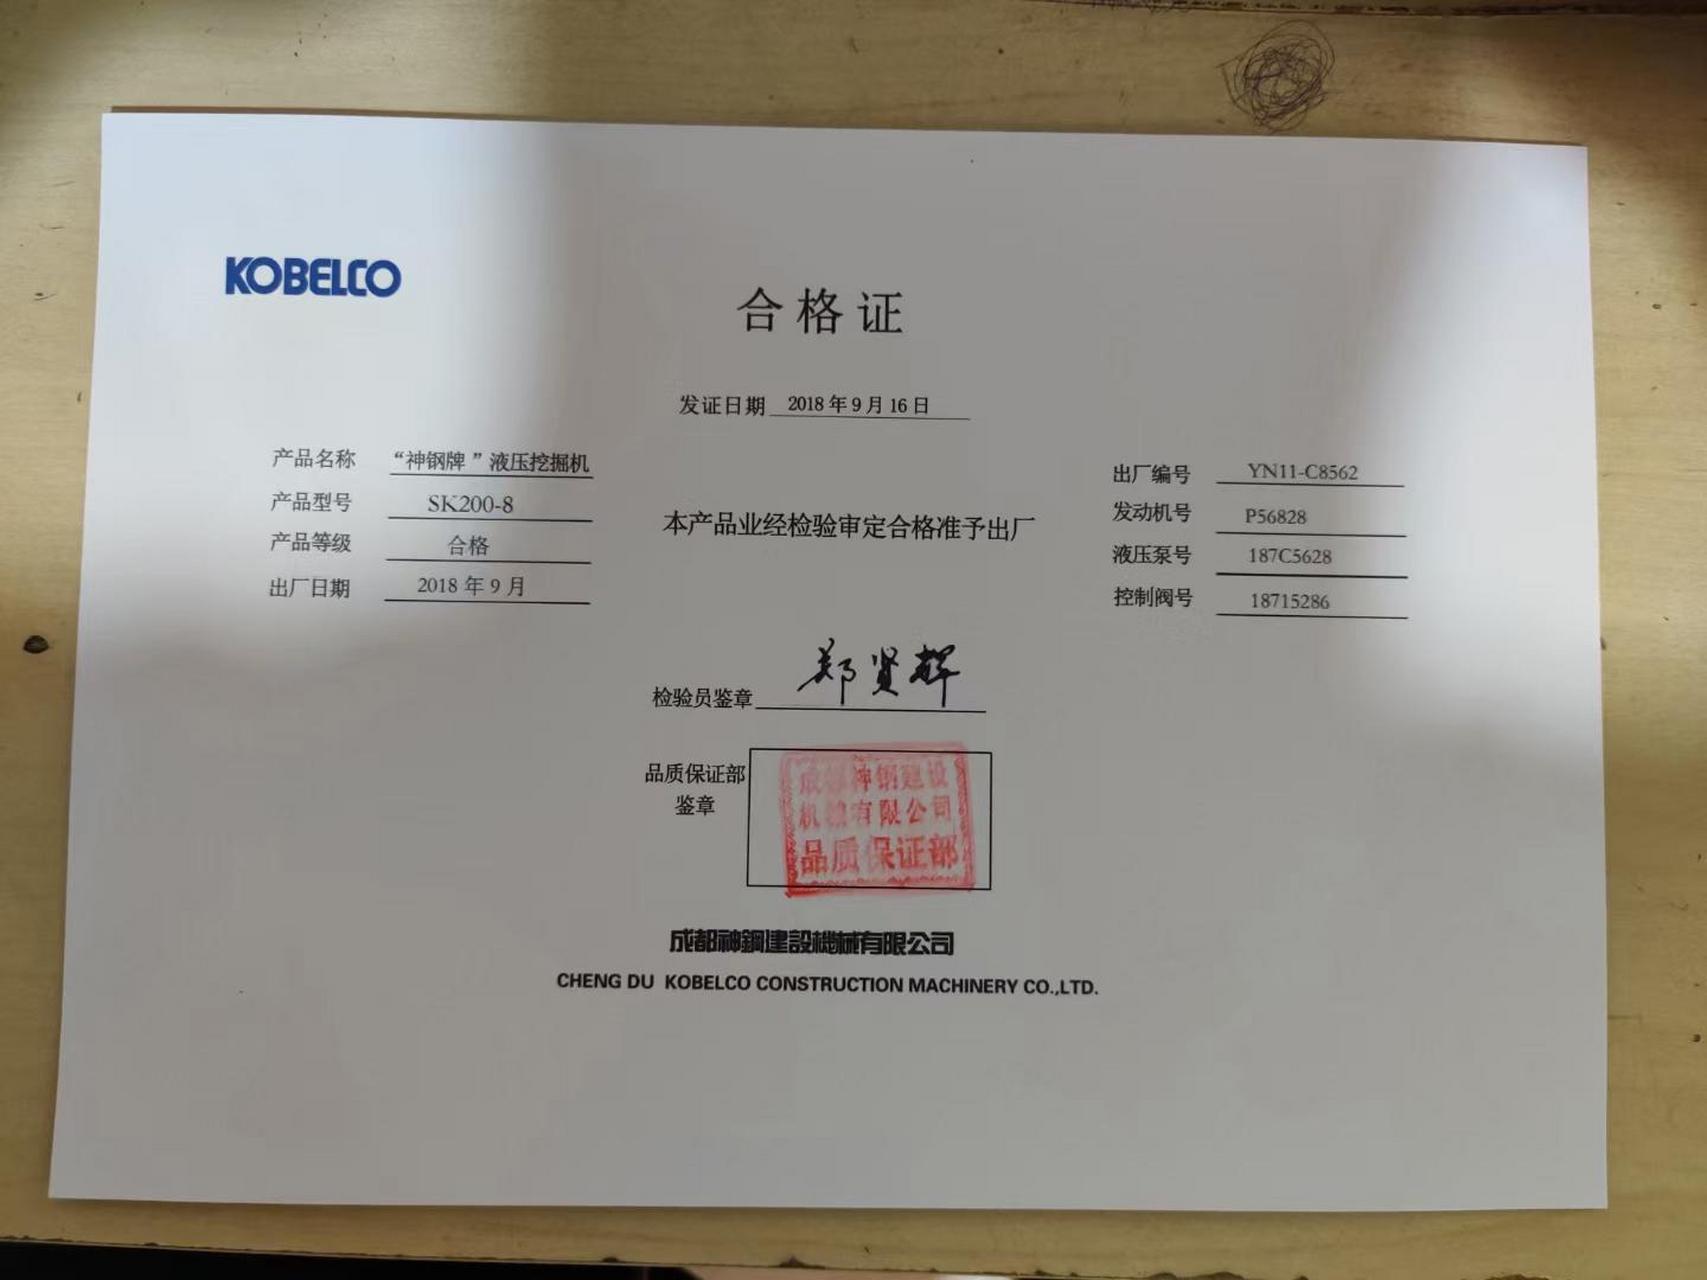 KOBELCO
合格证
发证日期 2018年9月16日
产品名称 “神钢牌”液压挖掘机
产品型号 SK200-8
产品等级 合格
出厂日期 2018年9月
本产品业经检验审定合格准予出厂
出厂编号 YN11-C8562
发动机号 P56828
液压泵号 187C5628
控制阀号 18715286
检验员鉴章 郑贤辉
品质保证部
鉴章
成都神钢建设
机械有限公司
品质保证部
成都神鋼建設機械有限公司
CHENG DU KOBELCO CONSTRUCTION MACHINERY CO.,LTD.